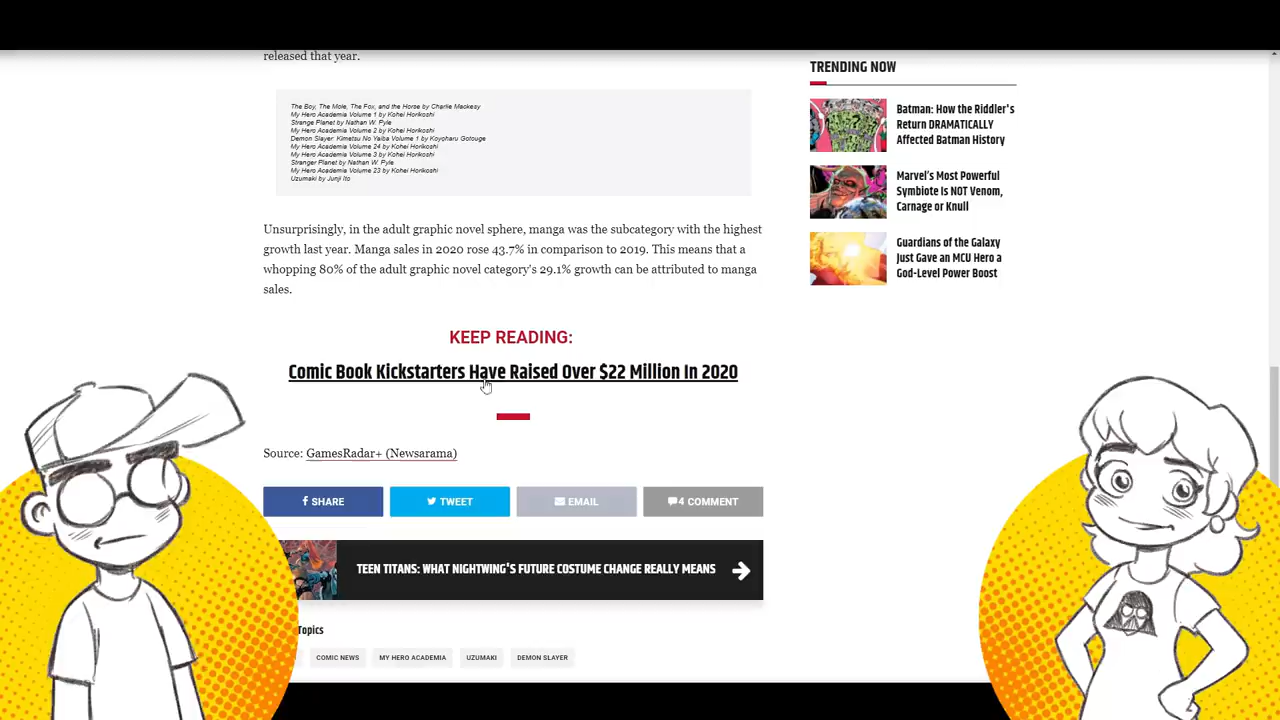 released that year.
The Boy, The Mole, The Fox, and the Horse by Charlie Mackesy
My Hero Academia Volume 1 by Kohei Horikoshi
Strange Planet by Nathan W. Pyle
My Hero Academia Volume 2 by Kohei Horikoshi
Demon Slayer: Kimetsu No Yaiba Volume 1 by Koyoharu Gotouge
My Hero Academia Volume 24 by Kohei Horikoshi
My Hero Academia Volume 3 by Kohei Horikoshi
Stranger Planet by Nathan W. Pyle
My Hero Academia Volume 23 by Kohei Horikoshi
Uzumaki by Junji Ito
Unsurprisingly, in the adult graphic novel sphere, manga was the subcategory with the highest
growth last year. Manga sales in 2020 rose 43.7% in comparison to 2019. This means that a
whopping 80% of the adult graphic novel category's 29.1% growth can be attributed to manga
sales.
KEEP READING:
Comic Book Kickstarters Have Raised Over $22 Million In 2020
Source: GamesRadar+ (Newsarama)
SHARE
TWEET
EMAIL
4 COMMENT
TEEN TITANS: WHAT NIGHTWING'S FUTURE COSTUME CHANGE REALLY MEANS
Topics
COMIC NEWS
MY HERO ACADEMIA
UZUMAKI
DEMON SLAYER
TRENDING NOW
Batman: How the Riddler's
Return DRAMATICALLY
Affected Batman History
Marvel's Most Powerful
Symbiote Is NOT Venom,
Carnage or Knull
Guardians of the Galaxy
Just Gave an MCU Hero a
God-Level Power Boost